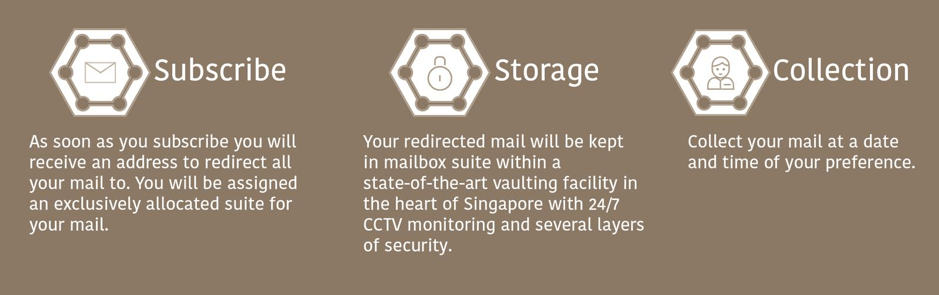 Subscribe
As soon as you subscribe you will
receive an address to redirect all
your mail to. You will be assigned
an exclusively allocated suite for
your mail.
Storage
Your redirected mail will be kept
in mailbox suite within a
state-of-the-art vaulting facility in
the heart of Singapore with 24/7
CCTV monitoring and several layers
of security.
Collection
Collect your mail at a date
and time of your preference.